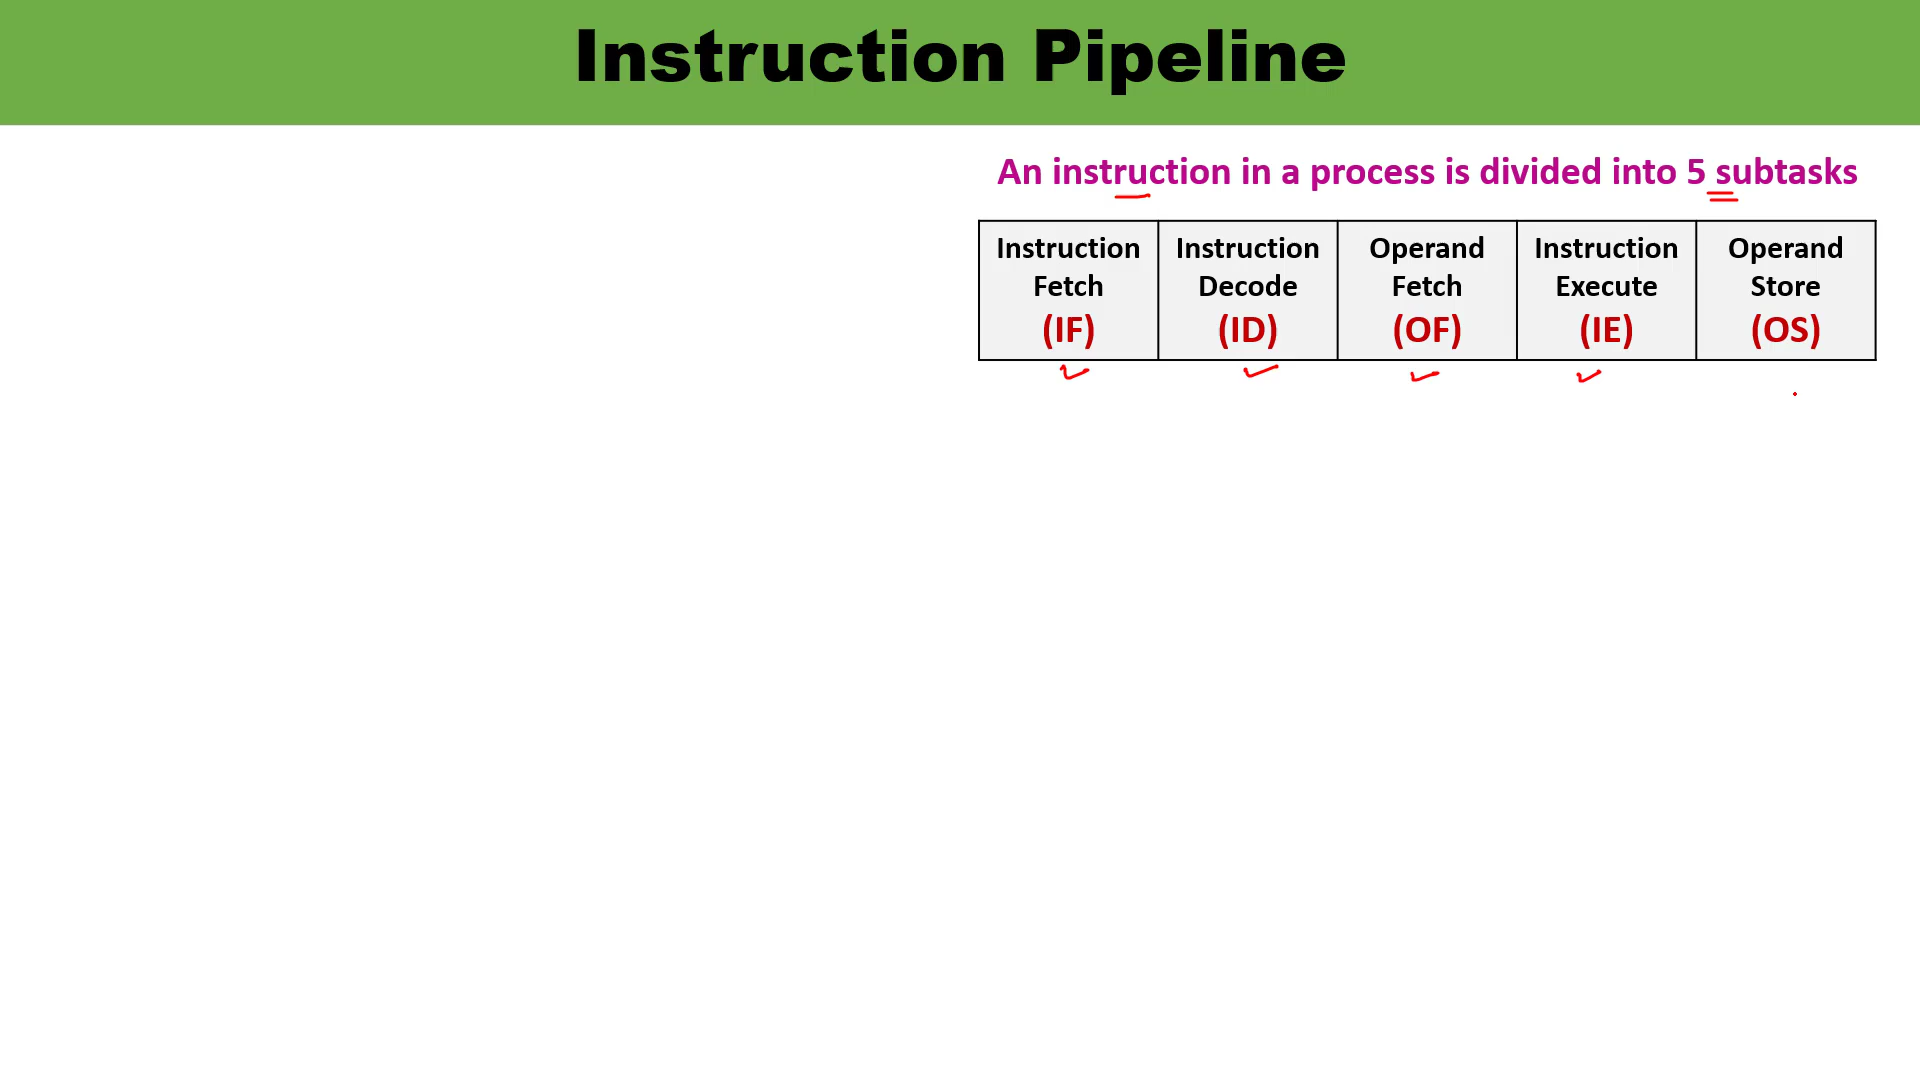 Instruction Pipeline
An instruction in a process is divided into 5 subtasks
Instruction Fetch (IF)
Instruction Decode (ID)
Operand Fetch (OF)
Instruction Execute (IE)
Operand Store (OS)